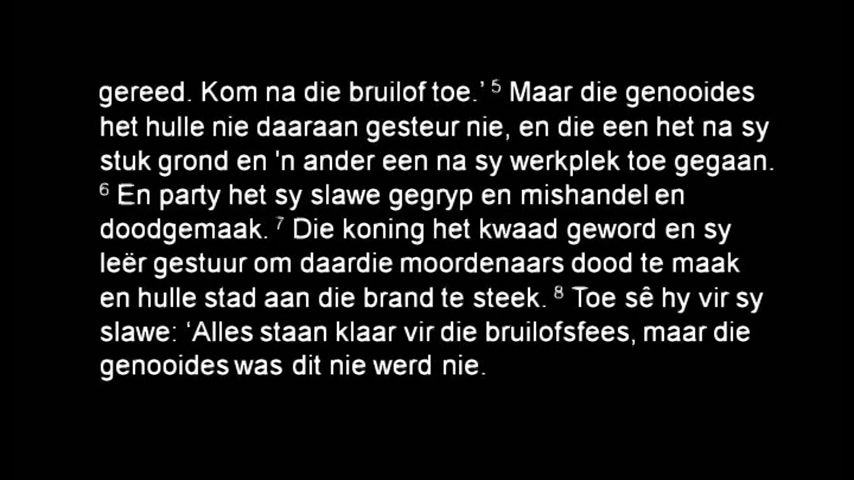 gereed. Kom na die bruilof toe.’ ⁵ Maar die genooides
het hulle nie daaraan gesteur nie, en die een het na sy
stuk grond en 'n ander een na sy werkplek toe gegaan.
⁶ En party het sy slawe gegryp en mishandel en
doodgemaak. ⁷ Die koning het kwaad geword en sy
leër gestuur om daardie moordenaars dood te maak
en hulle stad aan die brand te steek. ⁸ Toe sê hy vir sy
slawe: ‘Alles staan klaar vir die bruilofsfees, maar die
genooides was dit nie werd nie.